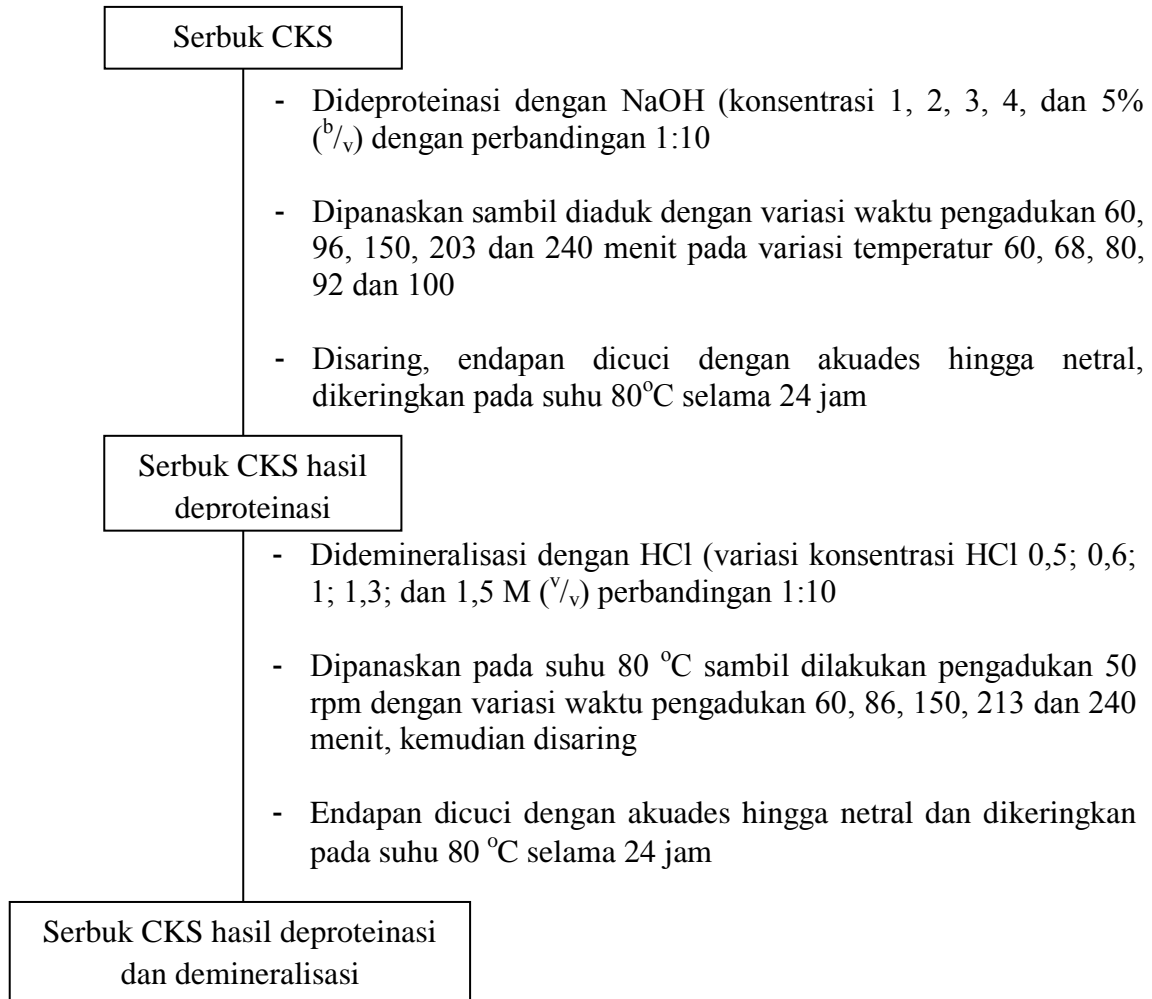 Serbuk CKS
- Dideproteinasi dengan NaOH (konsentrasi 1, 2, 3, 4, dan 5%
(ᵇ/ᵥ) dengan perbandingan 1:10
- Dipanaskan sambil diaduk dengan variasi waktu pengadukan 60,
96, 150, 203 dan 240 menit pada variasi temperatur 60, 68, 80,
92 dan 100
- Disaring, endapan dicuci dengan akuades hingga netral,
dikeringkan pada suhu 80°C selama 24 jam
Serbuk CKS hasil
deproteinasi
- Didemineralisasi dengan HCl (variasi konsentrasi HCl 0,5; 0,6;
1; 1,3; dan 1,5 M (ᵛ/ᵥ) perbandingan 1:10
- Dipanaskan pada suhu 80 °C sambil dilakukan pengadukan 50
rpm dengan variasi waktu pengadukan 60, 86, 150, 213 dan 240
menit, kemudian disaring
- Endapan dicuci dengan akuades hingga netral dan dikeringkan
pada suhu 80 °C selama 24 jam
Serbuk CKS hasil deproteinasi
dan demineralisasi